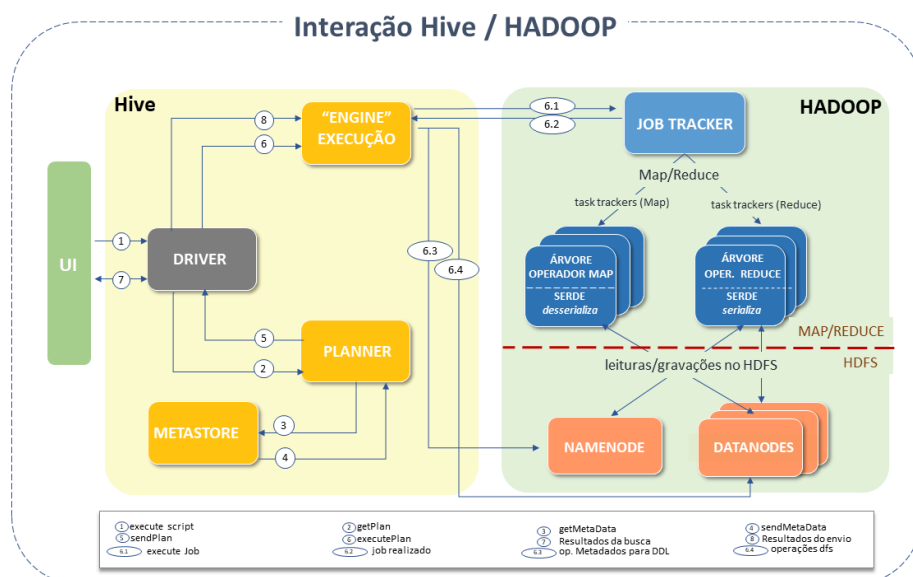 Interação Hive / HADOOP
Hive
HADOOP
8
"ENGINE"
EXECUÇÃO
6
6.1
6.2
JOB TRACKER
Map/Reduce
task trackers (Map)
task trackers (Reduce)
UI
1
7
DRIVER
6.3
6.4
ÁRVORE
OPERADOR MAP
SERDE
desserializa
ÁRVORE
OPER. REDUCE
SERDE
serializa
5
2
PLANNER
MAP/REDUCE
HDFS
leituras/gravações no HDFS
METASTORE
3
4
NAMENODE
DATANODES
1 execute script
2 getPlan
3 getMetaData
4 sendMetaData
5 sendPlan
6 executePlan
7 Resultados da busca
8 Resultados do envio
6.1 execute Job
6.2 job realizado
6.3 op. Metadados para DDL
6.4 operações dfs